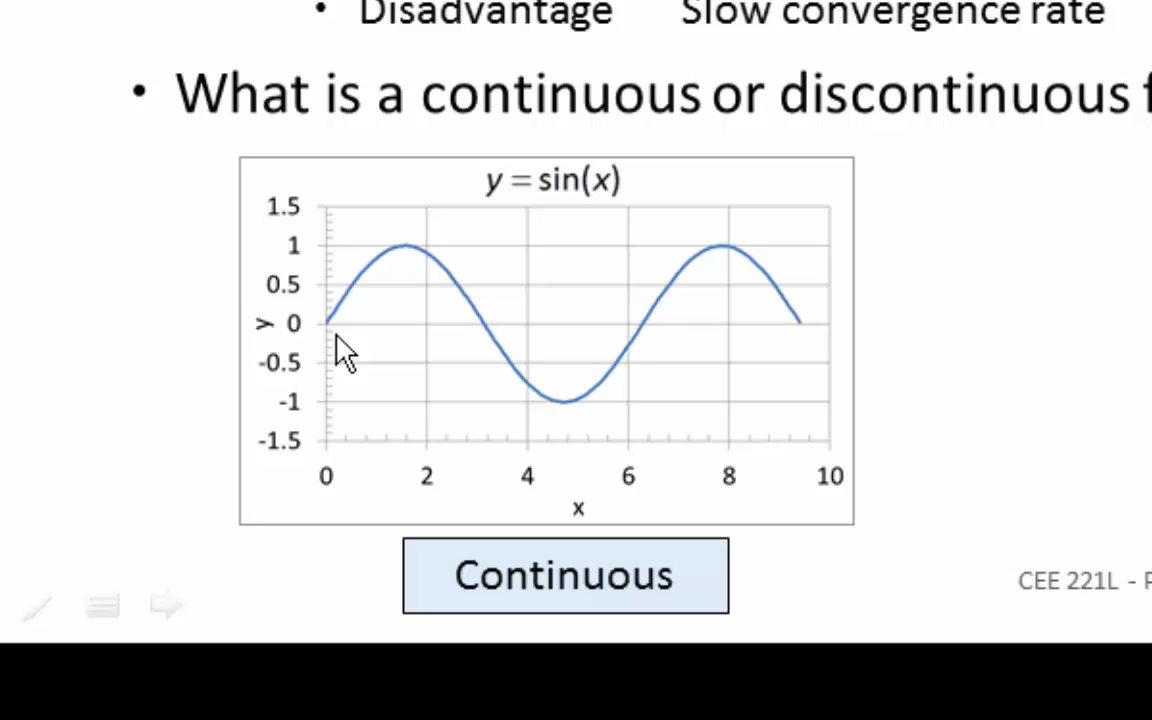 • Disadvantage Slow convergence rate
• What is a continuous or discontinuous f
y = sin(x)
1.5
1
0.5
0
-0.5
-1
-1.5
y
0 2 4 6 8 10
x
Continuous
CEE 221L - P